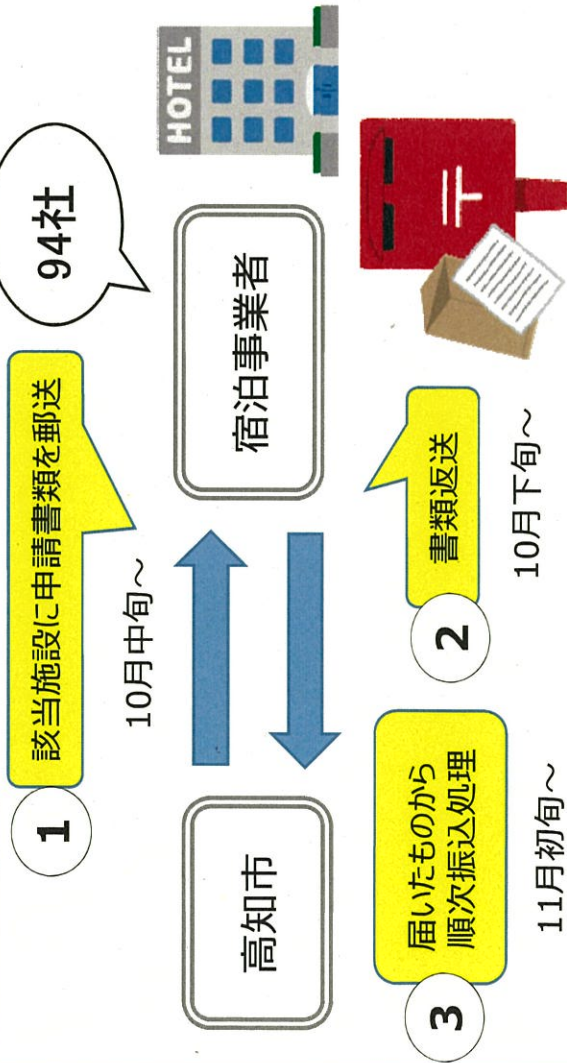 1
該当施設に申請書類を郵送
10月中旬～
94社
HOTEL
高知市
宿泊事業者
〒
3
届いたものから
順次振込処理
11月初旬～
2
書類返送
10月下旬～